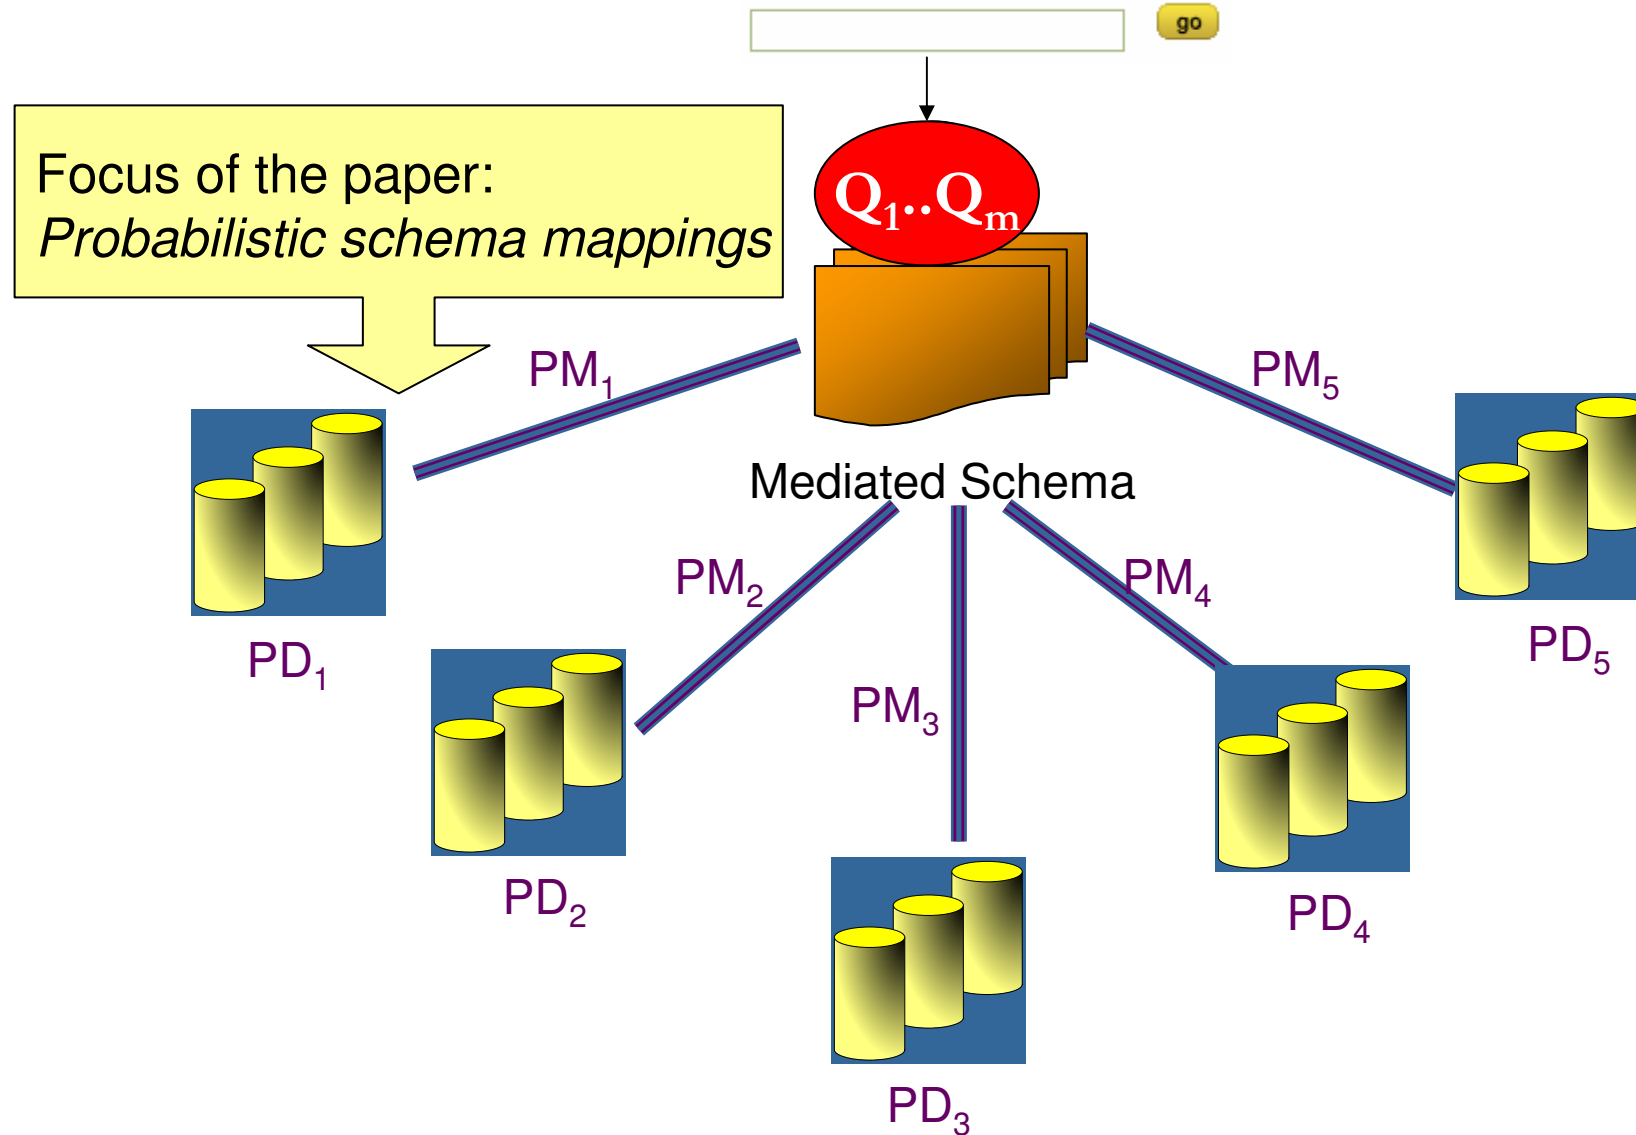 go
Focus of the paper:
Probabilistic schema mappings
Q₁..Qₘ
PM₁
PM₅
Mediated Schema
PM₂
PM₄
PD₁
PD₅
PM₃
PD₂
PD₄
PD₃